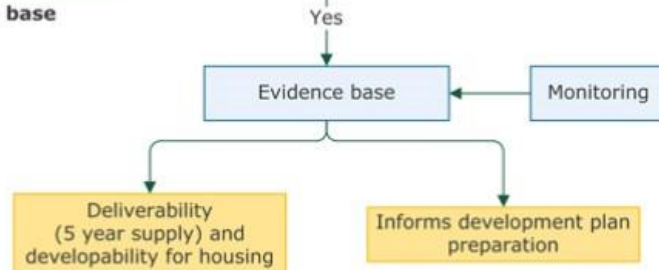 base
Yes
Evidence base
Monitoring
Deliverability
(5 year supply) and
developability for housing
Informs development plan
preparation